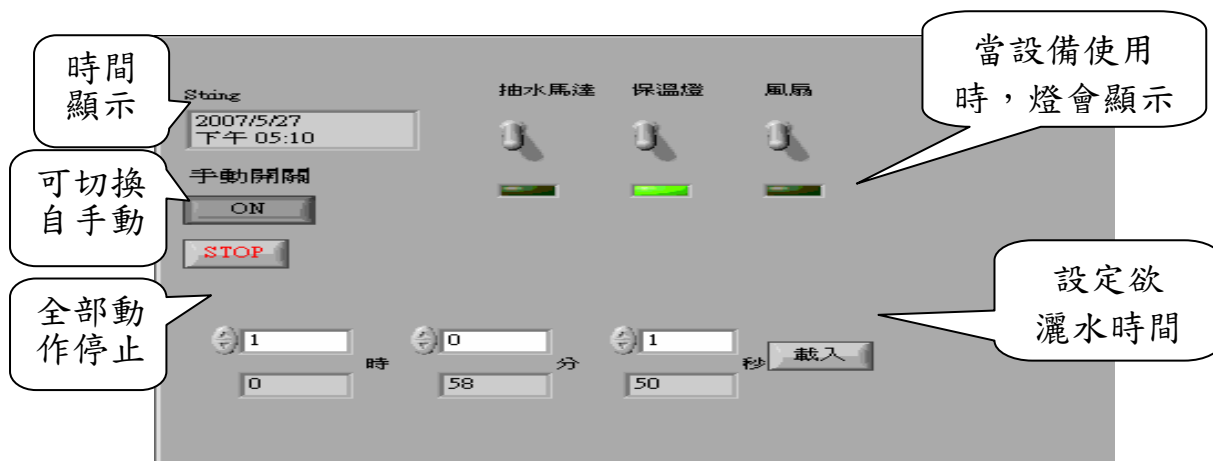 時間
顯示
String
2007/5/27
下午 05:10
抽水馬達
保溫燈
風扇
當設備使用
時，燈會顯示
可切換
自手動
手動開關
ON
STOP
全部動
作停止
設定欲
灑水時間
1
時
0
分
1
秒
載入
0
58
50